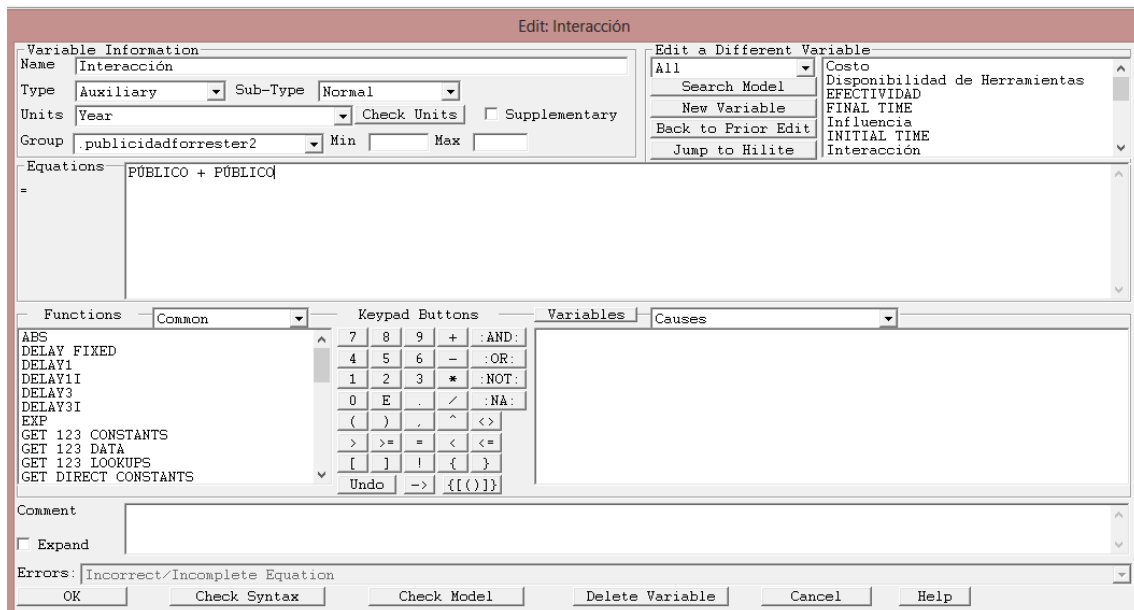 Edit: Interacción
Variable Information
Name Interacción
Type Auxiliary Sub-Type Normal
Units Year Check Units Supplementary
Group .publicidadforrester2 Min Max
Edit a Different Variable
All
Search Model
New Variable
Back to Prior Edit
Jump to Hilite
Costo
Disponibilidad de Herramientas
EFECTIVIDAD
FINAL TIME
Influencia
INITIAL TIME
Interacción
Equations
=
PÚBLICO + PÚBLICO
Functions Common
ABS
DELAY FIXED
DELAY1
DELAY1I
DELAY3
DELAY3I
EXP
GET 123 CONSTANTS
GET 123 DATA
GET 123 LOOKUPS
GET DIRECT CONSTANTS
Keypad Buttons
7 8 9 + :AND:
4 5 6 - :OR:
1 2 3 * :NOT:
0 E . / :NA:
( ) , ^ <>
> >= = < <=
[ ] ! { }
Undo -> {[()]}
Variables Causes
Comment
Expand
Errors: Incorrect/Incomplete Equation
OK Check Syntax Check Model Delete Variable Cancel Help